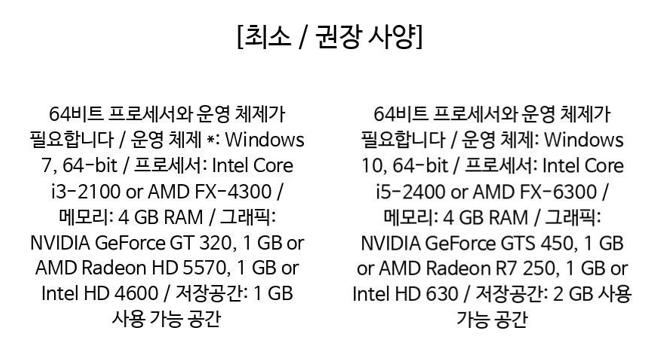 [최소 / 권장 사양]
64비트 프로세서와 운영 체제가
필요합니다 / 운영 체제 *: Windows
7, 64-bit / 프로세서: Intel Core
i3-2100 or AMD FX-4300 /
메모리: 4 GB RAM / 그래픽:
NVIDIA GeForce GT 320, 1 GB or
AMD Radeon HD 5570, 1 GB or
Intel HD 4600 / 저장공간: 1 GB
사용 가능 공간
64비트 프로세서와 운영 체제가
필요합니다 / 운영 체제: Windows
10, 64-bit / 프로세서: Intel Core
i5-2400 or AMD FX-6300 /
메모리: 4 GB RAM / 그래픽:
NVIDIA GeForce GTS 450, 1 GB
or AMD Radeon R7 250, 1 GB or
Intel HD 630 / 저장공간: 2 GB 사용
가능 공간